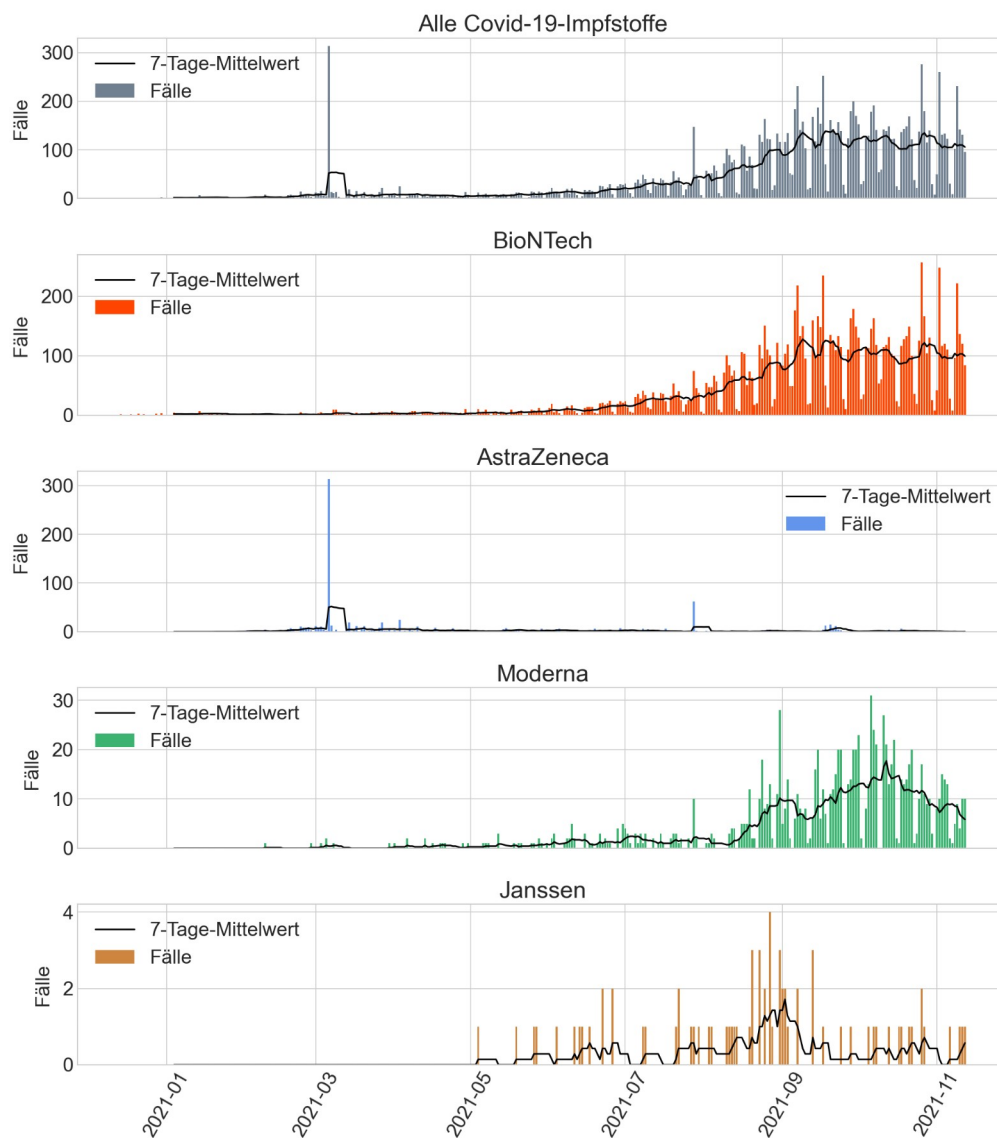 Alle Covid-19-Impfstoffe
300
200
100
0
Fälle
7-Tage-Mittelwert
Fälle
BioNTech
200
100
0
Fälle
7-Tage-Mittelwert
Fälle
AstraZeneca
300
200
100
0
Fälle
7-Tage-Mittelwert
Fälle
Moderna
30
20
10
0
Fälle
7-Tage-Mittelwert
Fälle
Janssen
4
2
0
Fälle
7-Tage-Mittelwert
Fälle
2021-01
2021-03
2021-05
2021-07
2021-09
2021-11